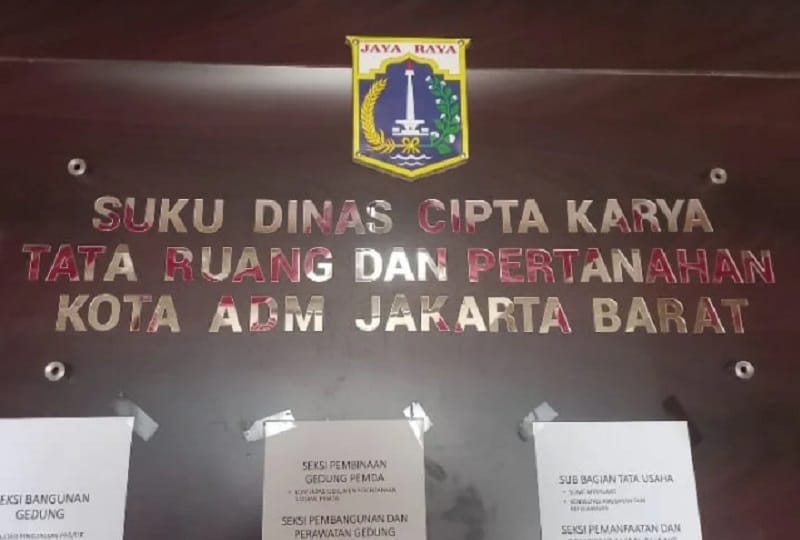 JAYA RAYA
SUKU DINAS CIPTA KARYA
TATA RUANG DAN PERTANAHAN
KOTA ADM JAKARTA BARAT
SEKSI BANGUNAN
GEDUNG
SEKSI PEMBINAAN
GEDUNG PEMDA
SEKSI PEMBANGUNAN DAN
PERAWATAN GEDUNG
SUB BAGIAN TATA USAHA
SEKSI PEMANFAATAN DAN